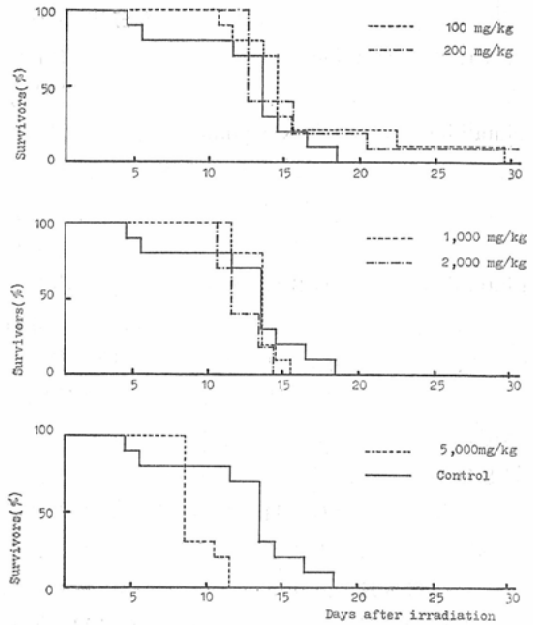 100
100 mg/kg
200 mg/kg
Survivors(%)
50
0
5
10
15
20
25
30
100
1,000 mg/kg
2,000 mg/kg
Survivors(%)
50
0
5
10
15
20
25
30
100
5,000mg/kg
Control
Survivors(%)
50
0
5
10
15
20
25
30
Days after irradiation